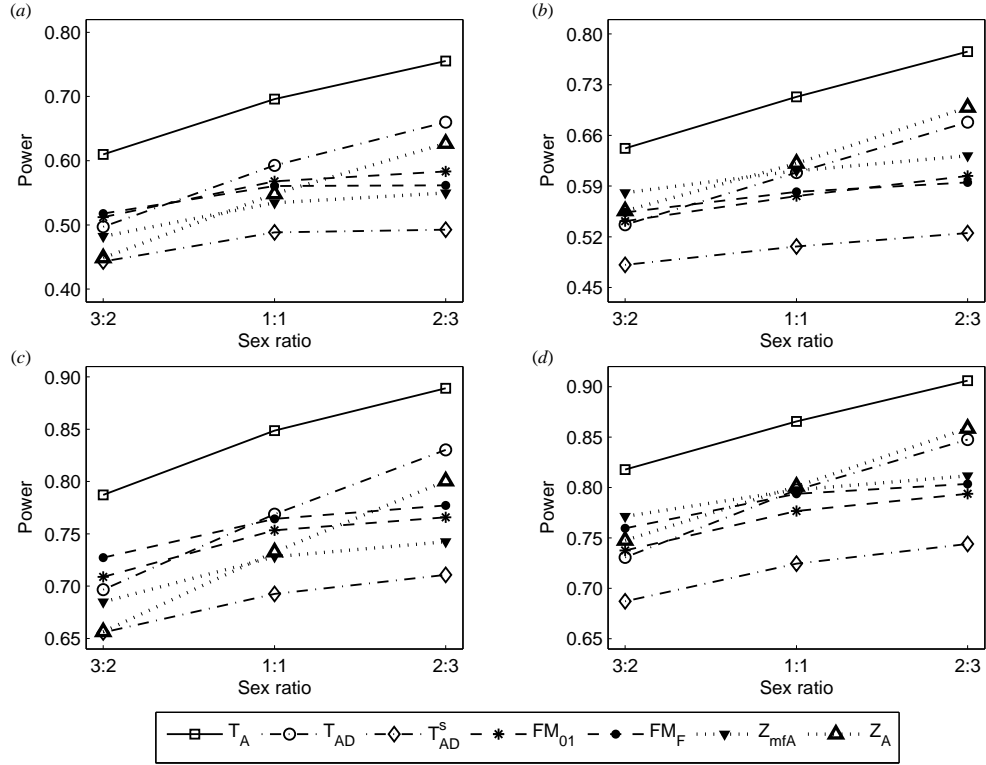 (a)
0.80
0.70
0.60
0.50
0.40
Power
3:2 1:1 2:3
Sex ratio
(b)
0.80
0.73
0.66
0.59
0.52
0.45
Power
3:2 1:1 2:3
Sex ratio
(c)
0.90
0.85
0.80
0.75
0.70
0.65
Power
3:2 1:1 2:3
Sex ratio
(d)
0.90
0.85
0.80
0.75
0.70
0.65
Power
3:2 1:1 2:3
Sex ratio
T_A T_AD T^s_AD FM_01 FM_F Z_mfA Z_A